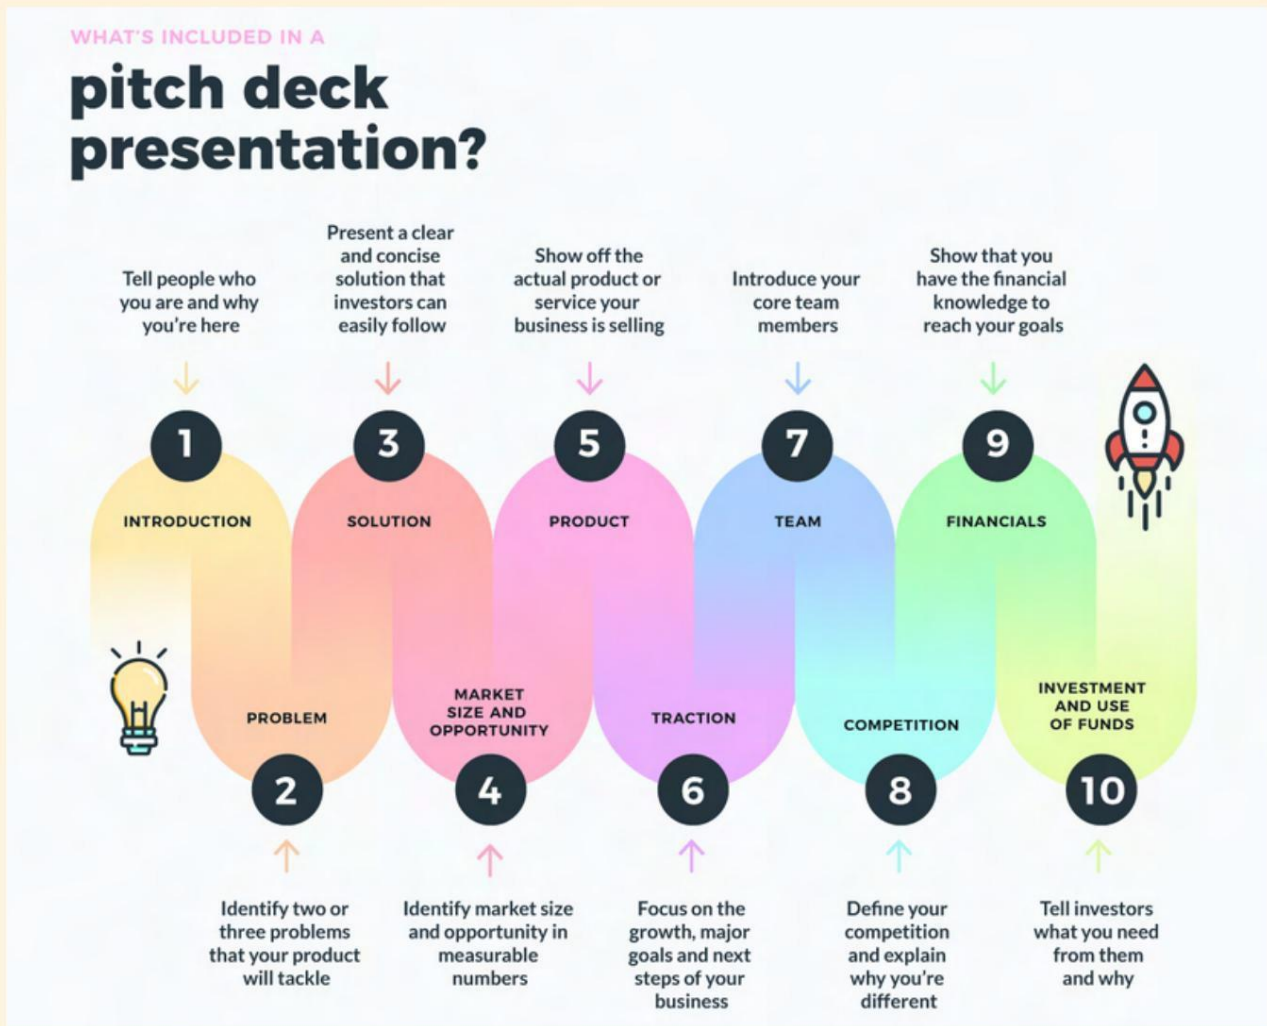 WHAT'S INCLUDED IN A
pitch deck
presentation?
Tell people who
you are and why
you're here
1
INTRODUCTION
PROBLEM
2
Identify two or
three problems
that your product
will tackle
Present a clear
and concise
solution that
investors can
easily follow
3
SOLUTION
MARKET
SIZE AND
OPPORTUNITY
4
Identify market size
and opportunity in
measurable
numbers
Show off the
actual product or
service your
business is selling
5
PRODUCT
TRACTION
6
Focus on the
growth, major
goals and next
steps of your
business
Introduce your
core team
members
7
TEAM
COMPETITION
8
Define your
competition
and explain
why you're
different
Show that you
have the financial
knowledge to
reach your goals
9
FINANCIALS
INVESTMENT
AND USE
OF FUNDS
10
Tell investors
what you need
from them
and why